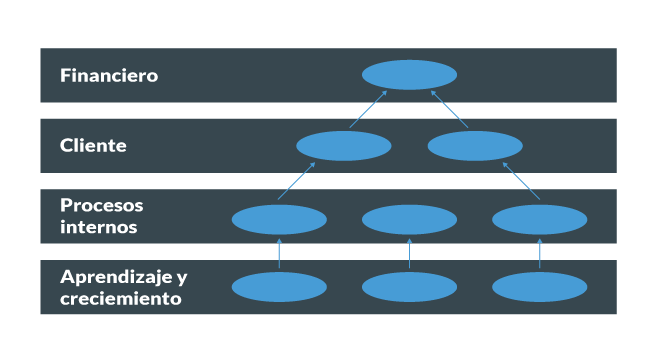 Financiero
Cliente
Procesos
internos
Aprendizaje y
creciemiento